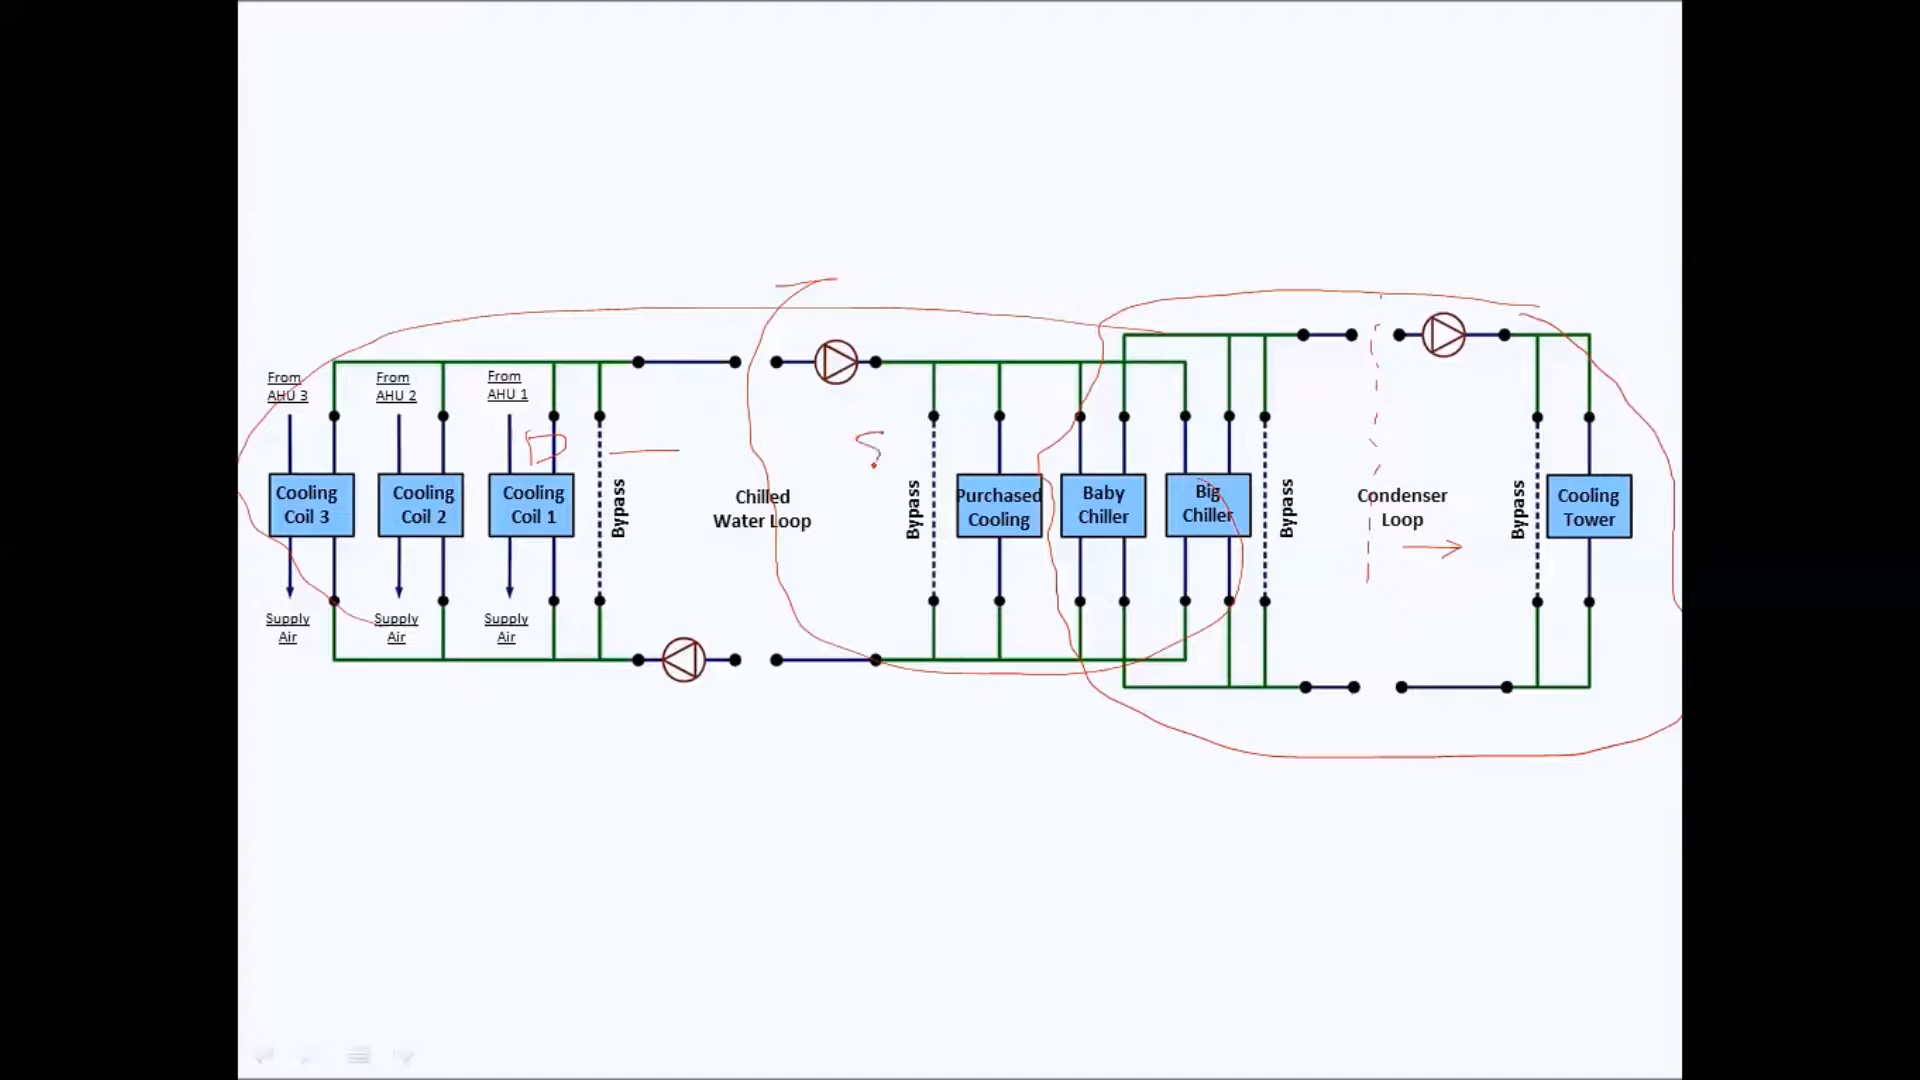 From
AHU 3
From
AHU 2
From
AHU 1
D
S
Cooling
Coil 3
Cooling
Coil 2
Cooling
Coil 1
Bypass
Chilled
Water Loop
Bypass
Purchased
Cooling
Baby
Chiller
Big
Chiller
Bypass
Condenser
Loop
Bypass
Cooling
Tower
Supply
Air
Supply
Air
Supply
Air